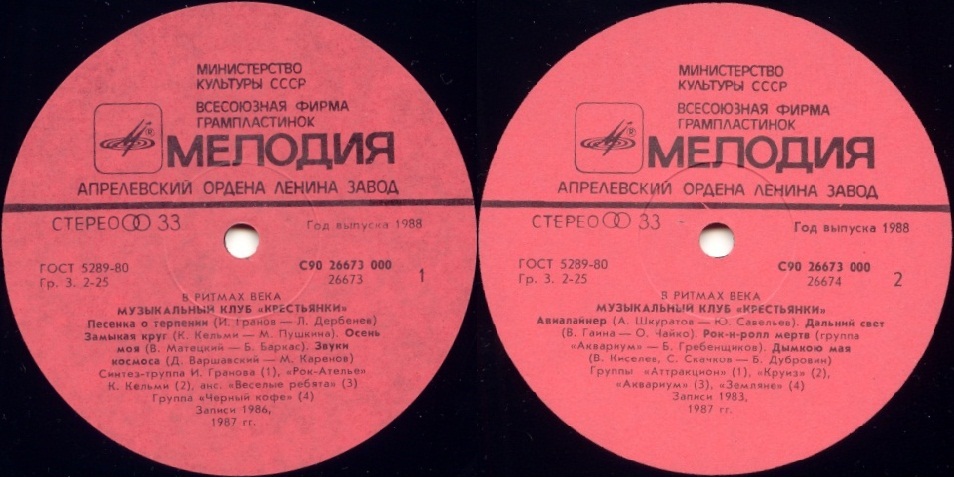 МИНИСТЕРСТВО
КУЛЬТУРЫ СССР
ВСЕСОЮЗНАЯ ФИРМА
ГРАМПЛАСТИНОК
®
МЕЛОДИЯ
АПРЕЛЕВСКИЙ ОРДЕНА ЛЕНИНА ЗАВОД
СТЕРЕО 33
Год выпуска 1988
ГОСТ 5289-80
Гр. 3. 2-25
С90 26673 000
26673
1
В РИТМАХ ВЕКА
МУЗЫКАЛЬНЫЙ КЛУБ «КРЕСТЬЯНКИ»
Песенка о терпении (И. Гранов — Л. Дербенев)
Замыкая круг (К. Кельми — М. Пушкина). Осень
моя (В. Матецкий — Б. Баркас). Звуки
космоса (Д. Варшавский — М. Каренов)
Синтез-группа И. Гранова (1), «Рок-Ателье»
К. Кельми (2), анс. «Веселые ребята» (3)
Группа «Черный кофе» (4)
Записи 1986,
1987 гг.
МИНИСТЕРСТВО
КУЛЬТУРЫ СССР
ВСЕСОЮЗНАЯ ФИРМА
ГРАМПЛАСТИНОК
®
МЕЛОДИЯ
АПРЕЛЕВСКИЙ ОРДЕНА ЛЕНИНА ЗАВОД
СТЕРЕО 33
Год выпуска 1988
ГОСТ 5289-80
Гр. 3. 2-25
С90 26673 000
26674
2
В РИТМАХ ВЕКА
МУЗЫКАЛЬНЫЙ КЛУБ «КРЕСТЬЯНКИ»
Авиалайнер (А. Шкуратов — Ю. Савельев). Дальний свет
(В. Гаина — О. Чайко). Рок-н-ролл мертв (группа
«Аквариум» — Б. Гребенщиков). Дымкою мая
(В. Киселев, С. Скачков — Б. Дубровин)
Группы «Аттракцион» (1), «Круиз» (2),
«Аквариум» (3), «Земляне» (4)
Записи 1983,
1987 гг.